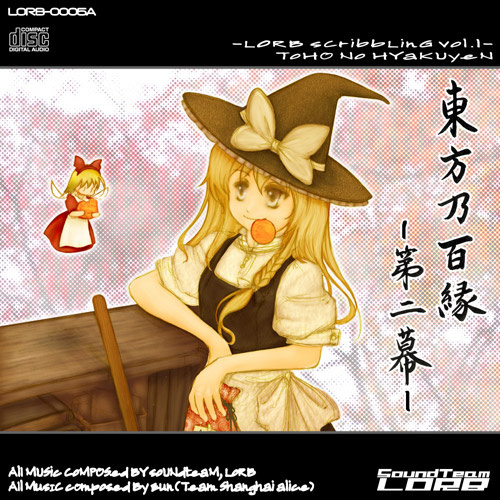 LORB-0006A
COMPACT
disc
DIGITAL AUDIO
-LORB scribbling vol.1-
TOHO No HYakUyeN
東方乃百縁
-第二幕-
All Music COMPOSed BY SoUNdteaM, LORB
All Music composed By ZUN (Team Shanghai alice)
SoundTeam
LORB